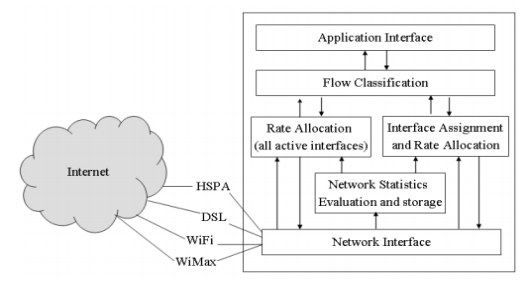 Application Interface
Flow Classification
Rate Allocation
(all active interfaces)
Interface Assignment
and Rate Allocation
Internet
HSPA
Network Statistics
Evaluation and storage
DSL
WiFi
Network Interface
WiMax